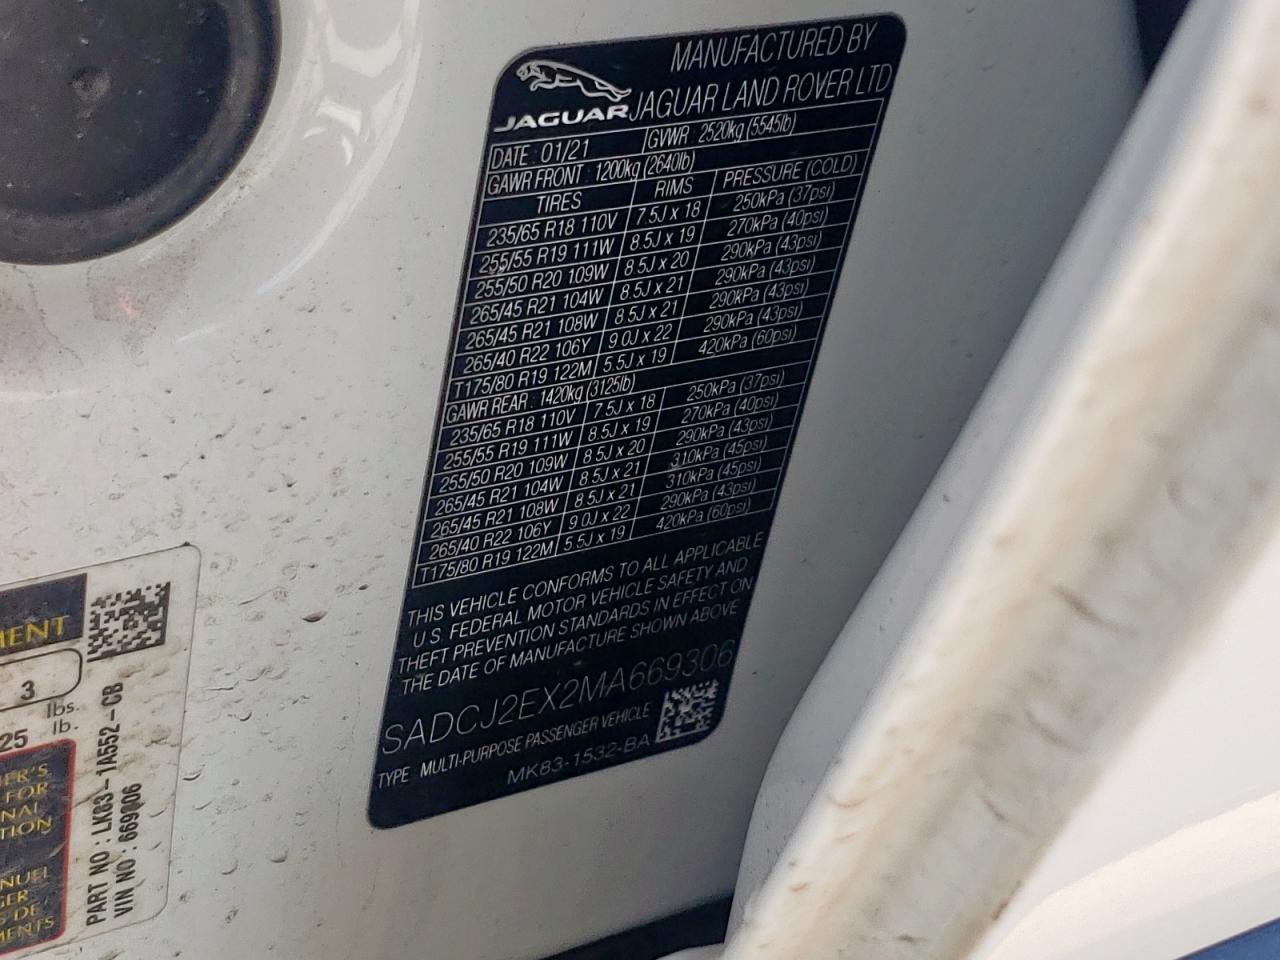 JAGUAR
MANUFACTURED BY
JAGUAR LAND ROVER LTD
DATE : 01/21 GVWR 2520kg (5545lb)
GAWR FRONT : 1200kg (2640lb)
TIRES RIMS PRESSURE (COLD)
235/65 R18 110V 7.5J x 18 250kPa (37psi)
255/55 R19 111W 8.5J x 19 270kPa (40psi)
255/50 R20 109W 8.5J x 20 290kPa (43psi)
265/45 R21 104W 8.5J x 21 290kPa (43psi)
265/45 R21 108W 8.5J x 21 290kPa (43psi)
265/40 R22 106Y 9.0J x 22 290kPa (43psi)
T175/80 R19 122M 5.5J x 19 420kPa (60psi)
GAWR REAR : 1420kg (3125lb)
235/65 R18 110V 7.5J x 18 250kPa (37psi)
255/55 R19 111W 8.5J x 19 270kPa (40psi)
255/50 R20 109W 8.5J x 20 290kPa (43psi)
265/45 R21 104W 8.5J x 21 310kPa (45psi)
265/45 R21 108W 8.5J x 21 310kPa (45psi)
265/40 R22 106Y 9.0J x 22 290kPa (43psi)
T175/80 R19 122M 5.5J x 19 420kPa (60psi)
THIS VEHICLE CONFORMS TO ALL APPLICABLE
U.S. FEDERAL MOTOR VEHICLE SAFETY AND
THEFT PREVENTION STANDARDS IN EFFECT ON
THE DATE OF MANUFACTURE SHOWN ABOVE
SADCJ2EX2MA669306
TYPE MULTI-PURPOSE PASSENGER VEHICLE
MK83-1532-BA
MENT
3
lbs.
25 lb.
ER'S
FOR
NAL
TION
NUEL
GER
S DE
MENTS
PART NO : LK83-1A552-CB
VIN NO : 669306